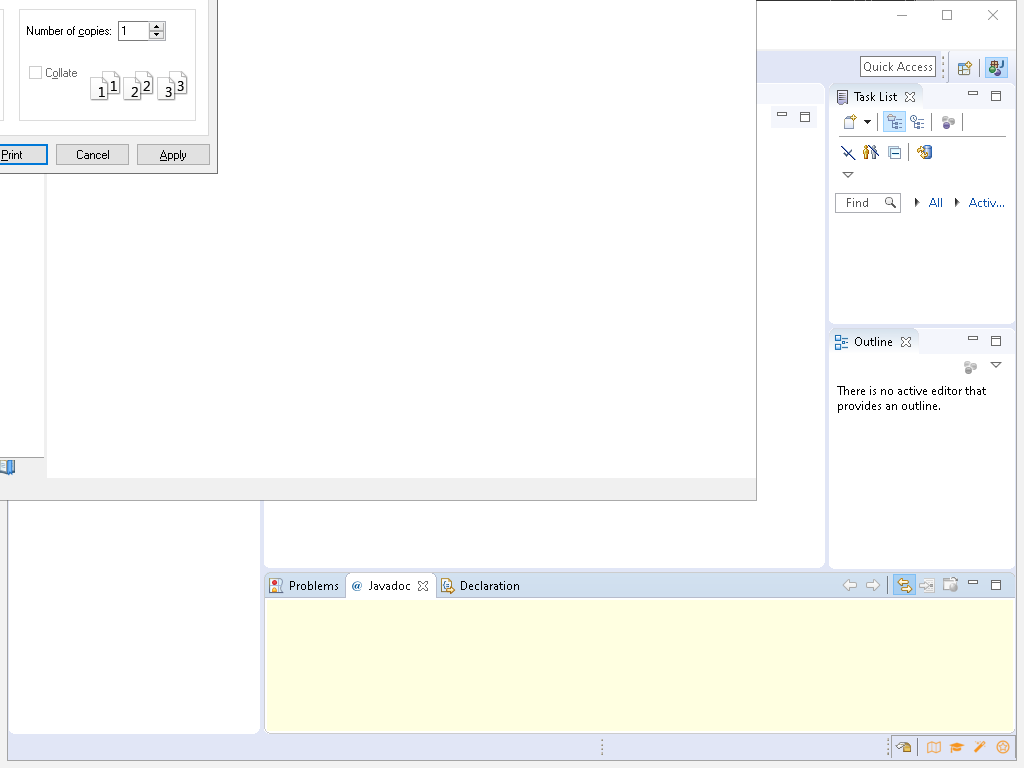 Number of copies: 1
Collate
1 1 2 2 3 3
Print Cancel Apply
Quick Access
Task List
Find All Activ...
Outline
There is no active editor that
provides an outline.
Problems @ Javadoc Declaration